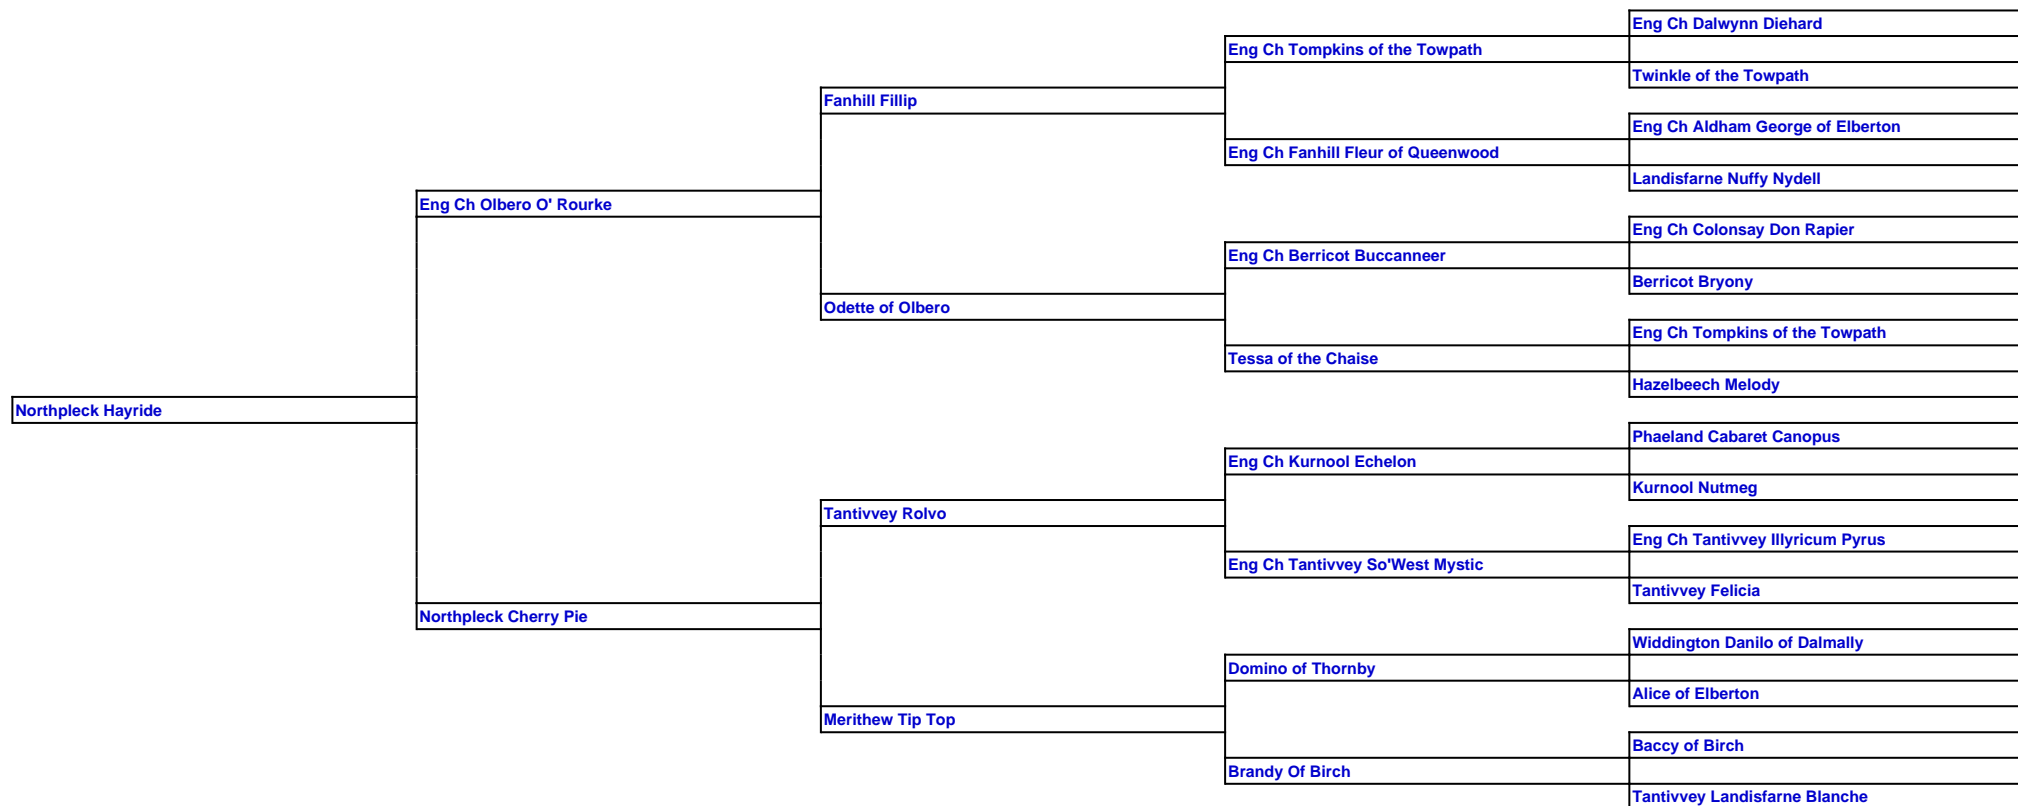 Eng Ch Dalwynn Diehard
Eng Ch Tompkins of the Towpath
Twinkle of the Towpath
Fanhill Fillip
Eng Ch Aldham George of Elberton
Eng Ch Fanhill Fleur of Queenwood
Landisfarne Nuffy Nydell
Eng Ch Olbero O' Rourke
Eng Ch Colonsay Don Rapier
Eng Ch Berricot Buccanneer
Berricot Bryony
Odette of Olbero
Eng Ch Tompkins of the Towpath
Tessa of the Chaise
Hazelbeech Melody
Northpleck Hayride
Phaeland Cabaret Canopus
Eng Ch Kurnool Echelon
Kurnool Nutmeg
Tantivvey Rolvo
Eng Ch Tantivvey Illyricum Pyrus
Eng Ch Tantivvey So'West Mystic
Tantivvey Felicia
Northpleck Cherry Pie
Widdington Danilo of Dalmally
Domino of Thornby
Alice of Elberton
Merithew Tip Top
Baccy of Birch
Brandy Of Birch
Tantivvey Landisfarne Blanche